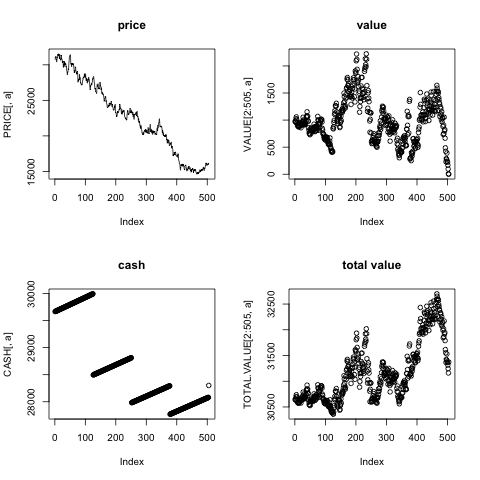 price
PRICE[, a]
15000 25000
0 100 200 300 400 500
Index
value
VALUE[2:505, a]
0 500 1500
0 100 200 300 400 500
Index
cash
CASH[, a]
28000 29000 30000
0 100 200 300 400 500
Index
total value
TOTAL.VALUE[2:505, a]
30500 31500 32500
0 100 200 300 400 500
Index